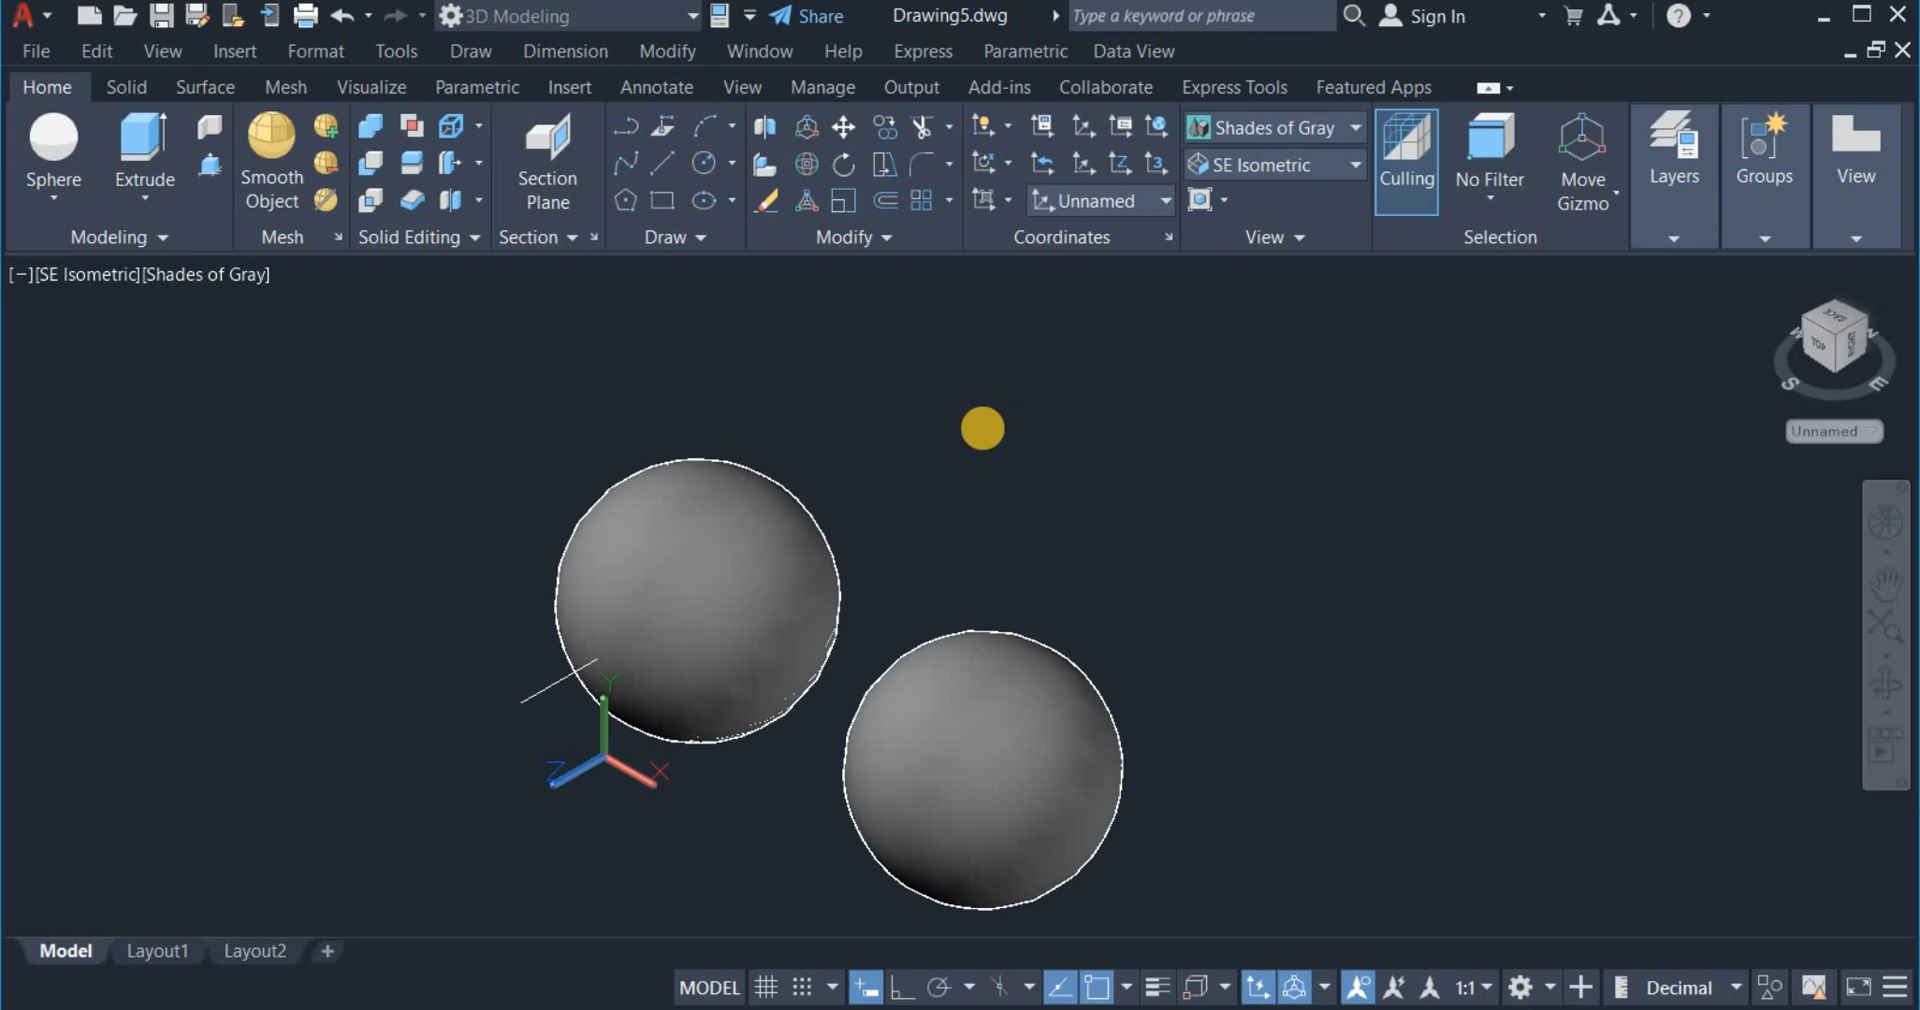 3D Modeling Share Drawing5.dwg Type a keyword or phrase Sign In
File Edit View Insert Format Tools Draw Dimension Modify Window Help Express Parametric Data View
Home Solid Surface Mesh Visualize Parametric Insert Annotate View Manage Output Add-ins Collaborate Express Tools Featured Apps
Shades of Gray
SE Isometric
Unnamed
Sphere
Extrude
Smooth
Object
Section
Plane
Culling
No Filter
Move
Gizmo
Layers
Groups
View
Modeling Mesh Solid Editing Section Draw Modify Coordinates View Selection
[−][SE Isometric][Shades of Gray]
BACK
TOP
RIGHT
W
N
S
E
Unnamed
Y
Z
X
Model Layout1 Layout2 +
MODEL 1:1 Decimal